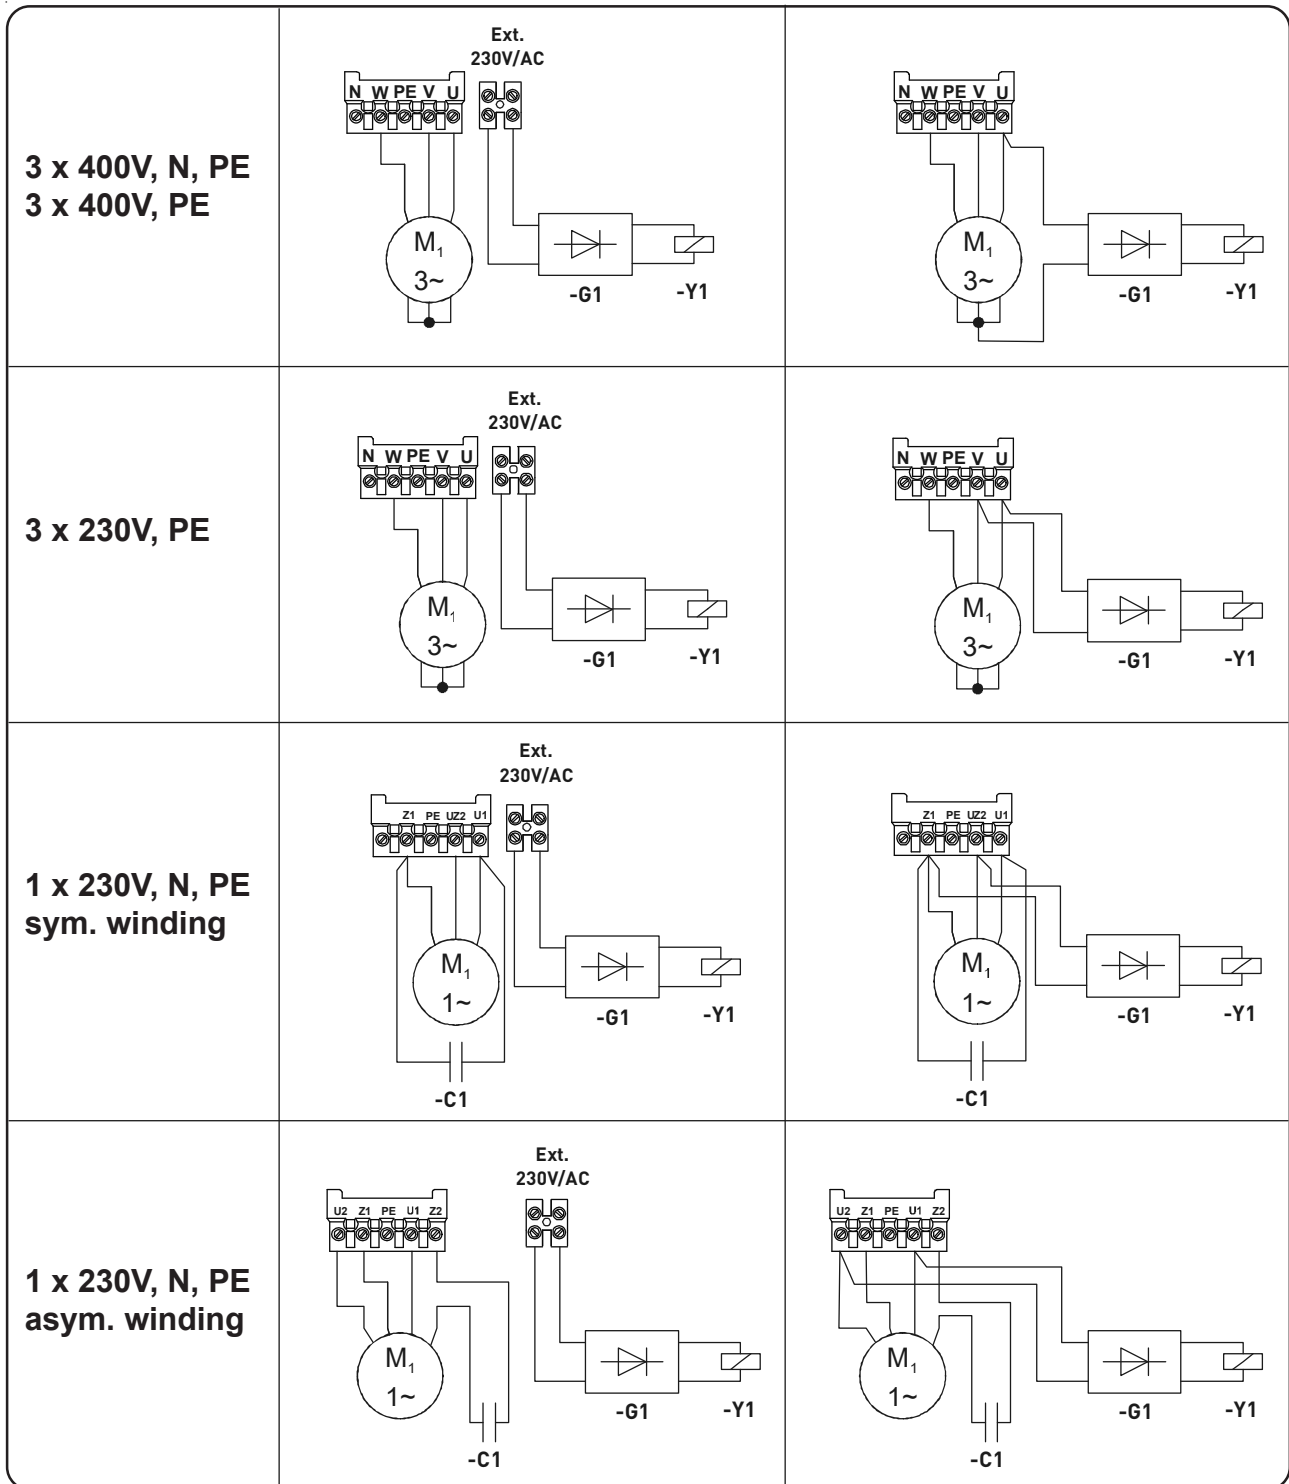 3 x 400V, N, PE
3 x 400V, PE
Ext.
230V/AC
N W PE V U
M1
3~
-G1
-Y1
N W PE V U
M1
3~
-G1
-Y1
3 x 230V, PE
Ext.
230V/AC
N W PE V U
M1
3~
-G1
-Y1
N W PE V U
M1
3~
-G1
-Y1
1 x 230V, N, PE
sym. winding
Ext.
230V/AC
Z1 PE UZ2 U1
M1
1~
-G1
-Y1
-C1
Z1 PE UZ2 U1
M1
1~
-G1
-Y1
-C1
1 x 230V, N, PE
asym. winding
Ext.
230V/AC
U2 Z1 PE U1 Z2
M1
1~
-G1
-Y1
-C1
U2 Z1 PE U1 Z2
M1
1~
-G1
-Y1
-C1